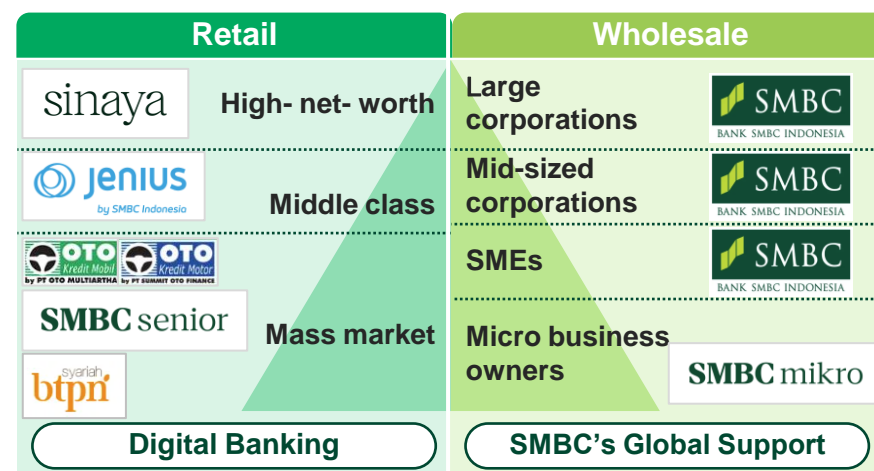 Retail
sinaya
High- net- worth
Jenius
by SMBC Indonesia
Middle class
OTO
Kredit Mobil
by PT OTO MULTIARTHA
OTO
Kredit Motor
by PT SUMMIT OTO FINANCE
SMBC senior
syariah
btpn
Mass market
Digital Banking
Wholesale
Large
corporations
SMBC
BANK SMBC INDONESIA
Mid-sized
corporations
SMBC
BANK SMBC INDONESIA
SMEs
SMBC
BANK SMBC INDONESIA
Micro business
owners
SMBC mikro
SMBC's Global Support